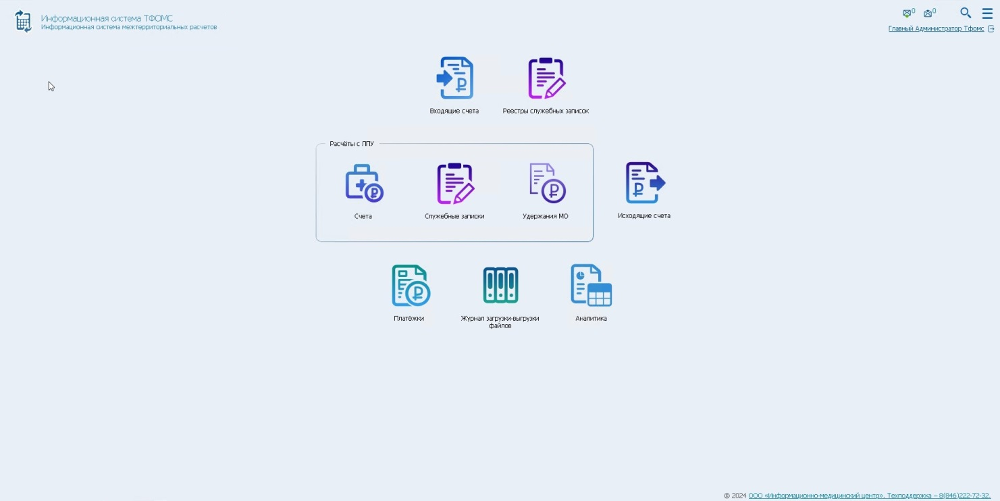 Информационная система ТФОМС
Информационная система межтерриториальных расчетов
0 0
Главный Администратор Тфомс
Входящие счета
Реестры служебных записок
Расчёты с ЛПУ
Счета
Служебные записки
Удержания МО
Исходящие счета
Платёжки
Журнал загрузки-выгрузки
файлов
Аналитика
© 2024 ООО «Информационно-медицинский центр». Техподдержка – 8(846)222-72-32.